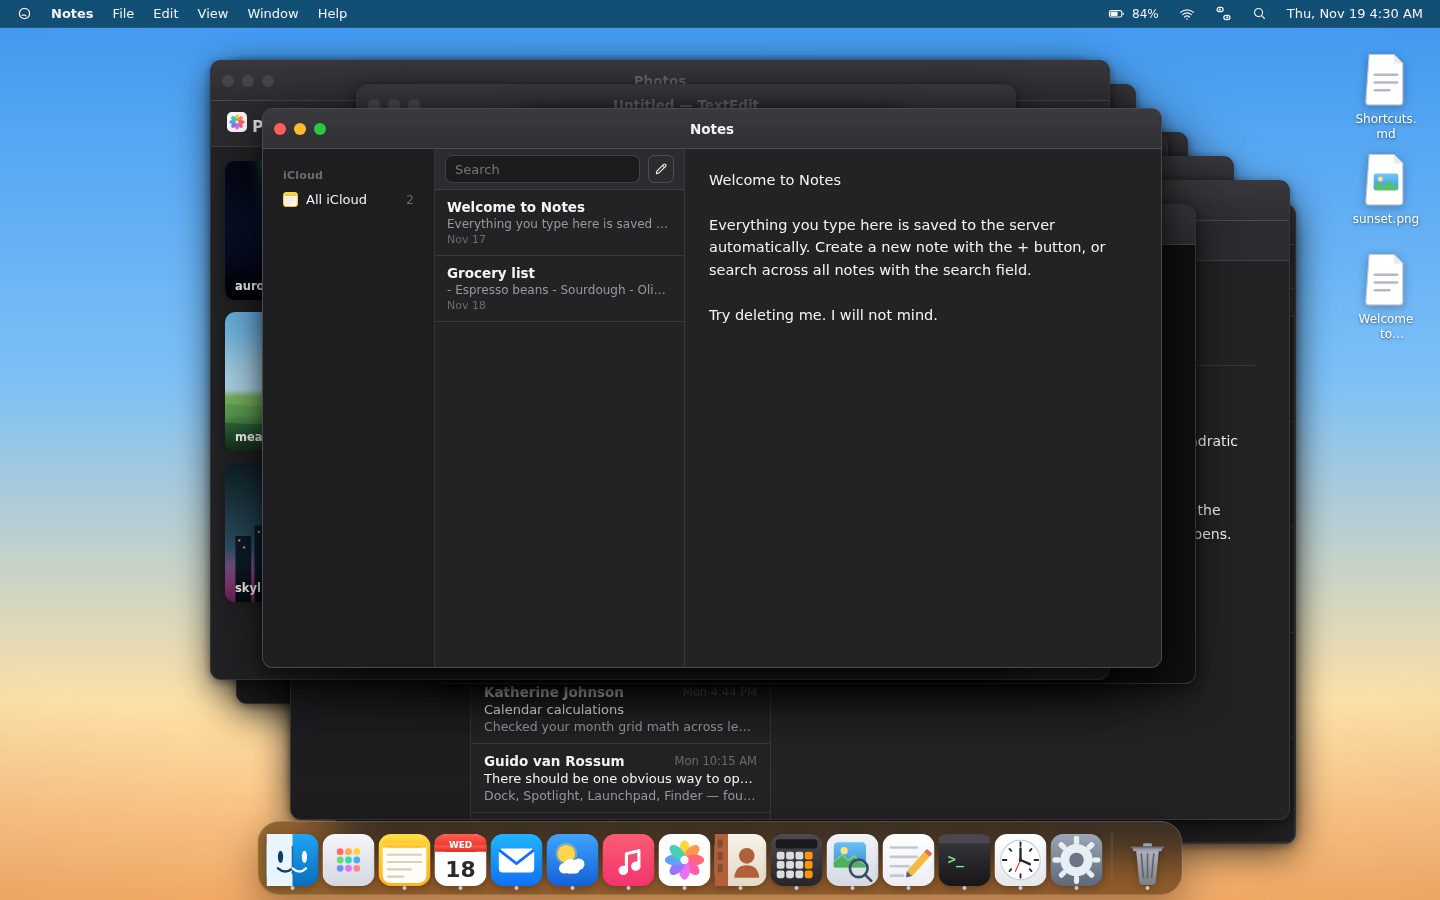 Notes File Edit View Window Help
84% Thu, Nov 19 4:30 AM
Photos
Untitled — TextEdit
Notes
iCloud
All iCloud 2
Search
Welcome to Notes
Everything you type here is saved …
Nov 17
Grocery list
- Espresso beans - Sourdough - Oli…
Nov 18
Welcome to Notes
Everything you type here is saved to the server
automatically. Create a new note with the + button, or
search across all notes with the search field.
Try deleting me. I will not mind.
the
Katherine Johnson Mon 4:44 PM
Calendar calculations
Checked your month grid math across le…
Guido van Rossum Mon 10:15 AM
There should be one obvious way to op…
Dock, Spotlight, Launchpad, Finder — fou…
Shortcuts.
md
sunset.png
Welcome
to…
WED
18
>_